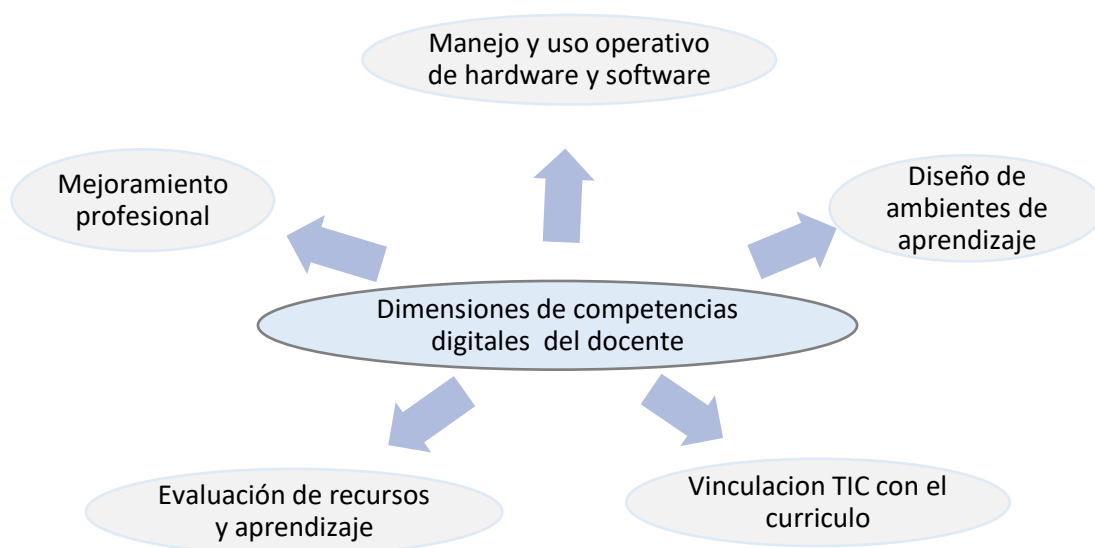 Manejo y uso operativo
de hardware y software
Mejoramiento
profesional
Diseño de
ambientes de
aprendizaje
Dimensiones de competencias
digitales  del docente
Evaluación de recursos
y aprendizaje
Vinculacion TIC con el
curriculo